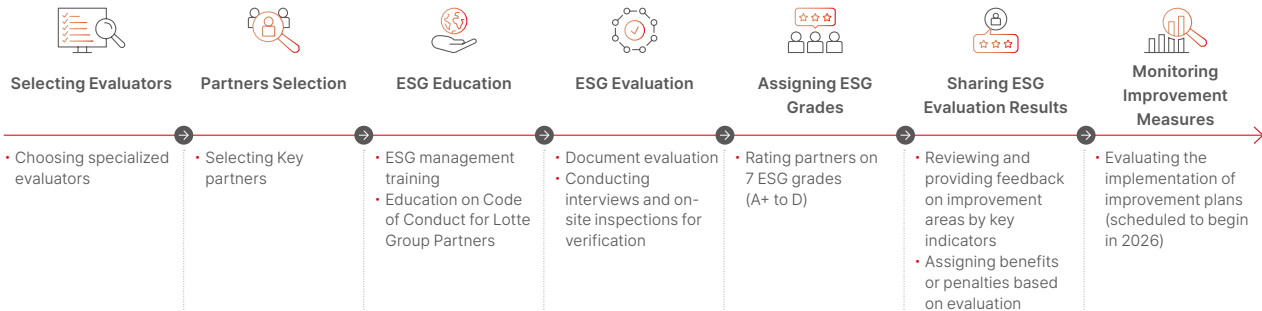 Selecting Evaluators
Partners Selection
ESG Education
ESG Evaluation
Assigning ESG
Grades
Sharing ESG
Evaluation Results
Monitoring
Improvement
Measures
• Choosing specialized
evaluators
• Selecting Key
partners
• ESG management
training
• Education on Code
of Conduct for Lotte
Group Partners
• Document evaluation
• Conducting
interviews and on-
site inspections for
verification
• Rating partners on
7 ESG grades
(A+ to D)
• Reviewing and
providing feedback
on improvement
areas by key
indicators
• Assigning benefits
or penalties based
on evaluation
• Evaluating the
implementation of
improvement plans
(scheduled to begin
in 2026)